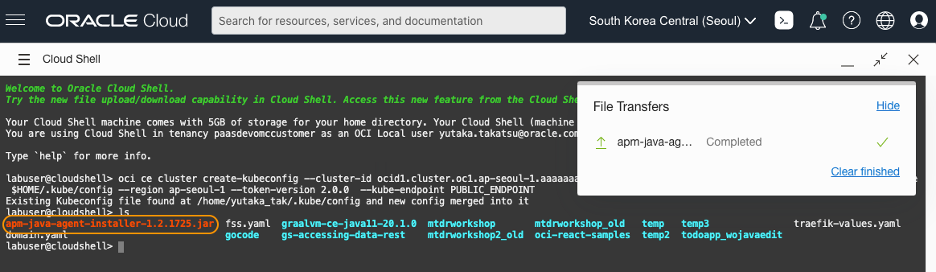 ORACLE Cloud
Search for resources, services, and documentation
South Korea Central (Seoul)
Cloud Shell
Welcome to Oracle Cloud Shell.
Try the new file upload/download capability in Cloud Shell. Access this new feature from the Cloud She
Your Cloud Shell machine comes with 5GB of storage for your home directory. Your Cloud Shell (machine
You are using Cloud Shell in tenancy paasdevomccustomer as an OCI Local user yutaka.takatsu@oracle.com
Type `help` for more info.
labuser@cloudshell> oci ce cluster create-kubeconfig --cluster-id ocid1.cluster.oc1.ap-seoul-1.aaaaaaa
$HOME/.kube/config --region ap-seoul-1 --token-version 2.0.0 --kube-endpoint PUBLIC_ENDPOINT
Existing Kubeconfig file found at /home/yutaka_tak/.kube/config and new config merged into it
labuser@cloudshell> ls
apm-java-agent-installer-1.2.1725.jar fss.yaml graalvm-ce-java11-20.1.0 mtdrworkshop mtdrworkshop_old temp temp3 traefik-values.yaml
domain.yaml gocode gs-accessing-data-rest mtdrworkshop2_old oci-react-samples temp2 todoapp_wojavaedit
labuser@cloudshell>
File Transfers
Hide
apm-java-ag... Completed
Clear finished